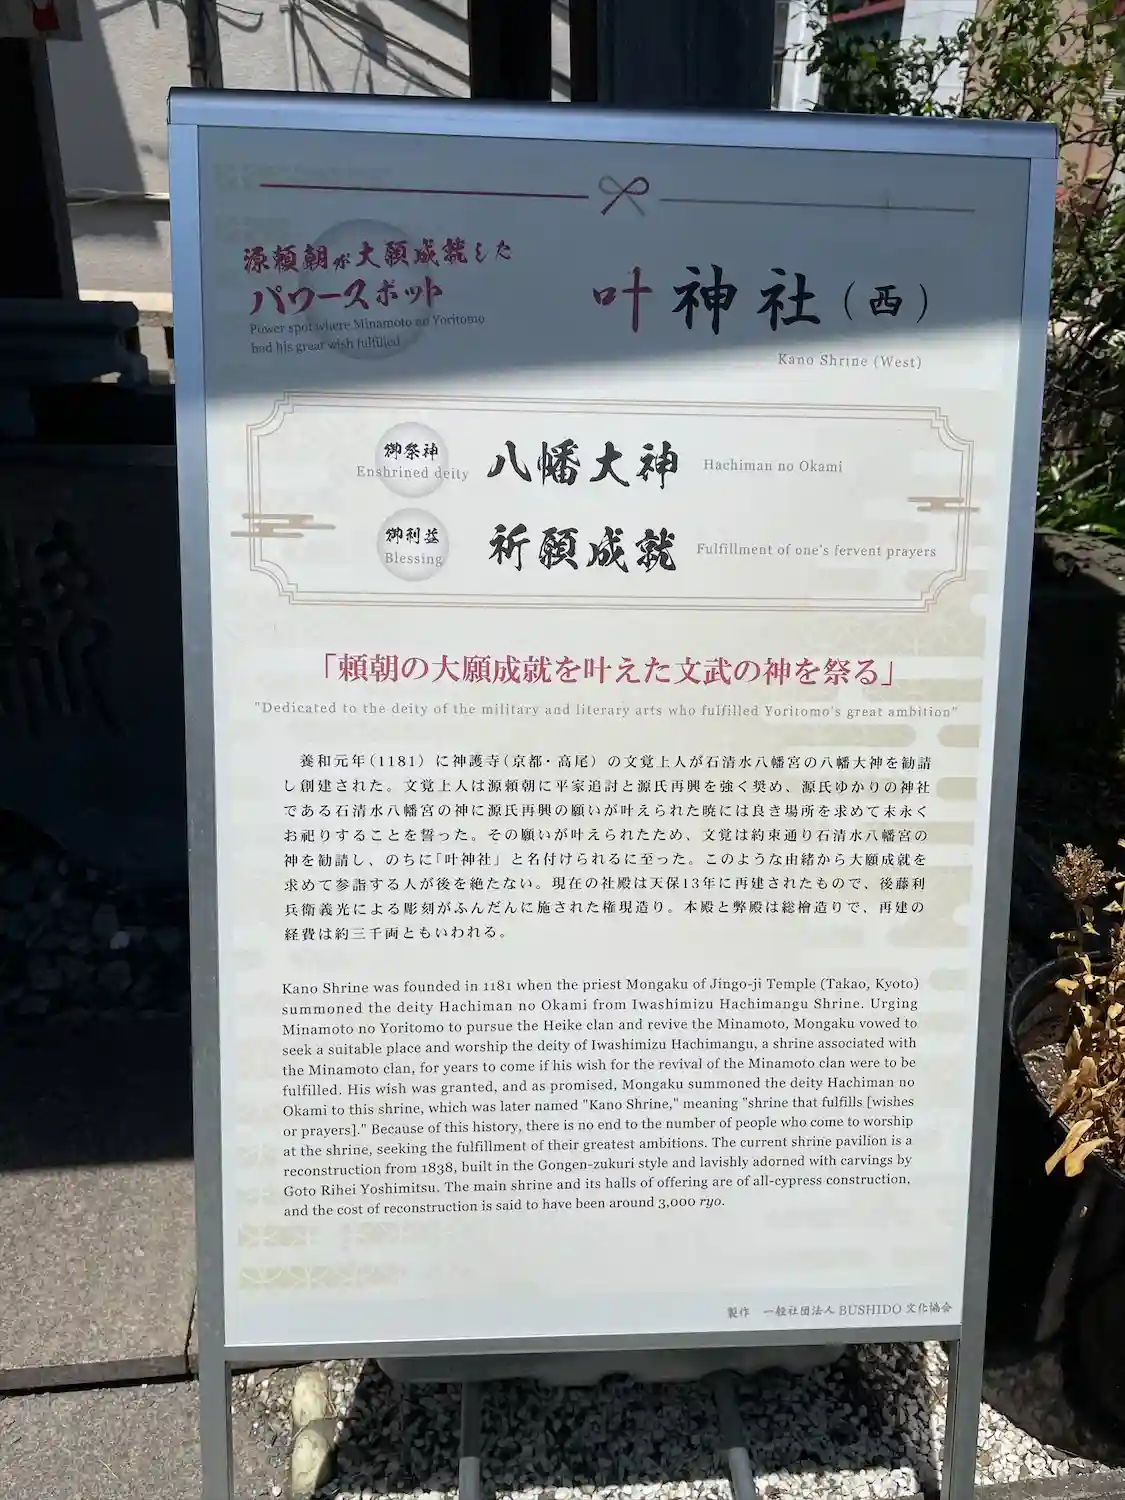 源頼朝が大願成就した
パワースポット
Power spot where Minamoto no Yoritomo
had his great wish fulfilled
叶神社（西）
Kano Shrine (West)
御祭神
Enshrined deity
八幡大神
Hachiman no Okami
御利益
Blessing
祈願成就
Fulfillment of one's fervent prayers
「頼朝の大願成就を叶えた文武の神を祭る」
"Dedicated to the deity of the military and literary arts who fulfilled Yoritomo's great ambition"
養和元年（1181）に神護寺（京都・高尾）の文覚上人が石清水八幡宮の八幡大神を勧請
し創建された。文覚上人は源頼朝に平家追討と源氏再興を強く奨め、源氏ゆかりの神社
である石清水八幡宮の神に源氏再興の願いが叶えられた暁には良き場所を求めて末永く
お祀りすることを誓った。その願いが叶えられたため、文覚は約束通り石清水八幡宮の
神を勧請し、のちに「叶神社」と名付けられるに至った。このような由緒から大願成就を
求めて参詣する人が後を絶たない。現在の社殿は天保13年に再建されたもので、後藤利
兵衛義光による彫刻がふんだんに施された権現造り。本殿と弊殿は総檜造りで、再建の
経費は約三千両ともいわれる。
Kano Shrine was founded in 1181 when the priest Mongaku of Jingo-ji Temple (Takao, Kyoto)
summoned the deity Hachiman no Okami from Iwashimizu Hachimangu Shrine. Urging
Minamoto no Yoritomo to pursue the Heike clan and revive the Minamoto, Mongaku vowed to
seek a suitable place and worship the deity of Iwashimizu Hachimangu, a shrine associated with
the Minamoto clan, for years to come if his wish for the revival of the Minamoto clan were to be
fulfilled. His wish was granted, and as promised, Mongaku summoned the deity Hachiman no
Okami to this shrine, which was later named "Kano Shrine," meaning "shrine that fulfills [wishes
or prayers]." Because of this history, there is no end to the number of people who come to worship
at the shrine, seeking the fulfillment of their greatest ambitions. The current shrine pavilion is a
reconstruction from 1838, built in the Gongen-zukuri style and lavishly adorned with carvings by
Goto Rihei Yoshimitsu. The main shrine and its halls of offering are of all-cypress construction,
and the cost of reconstruction is said to have been around 3,000 ryo.
製作　一般社団法人 BUSHIDO 文化協会